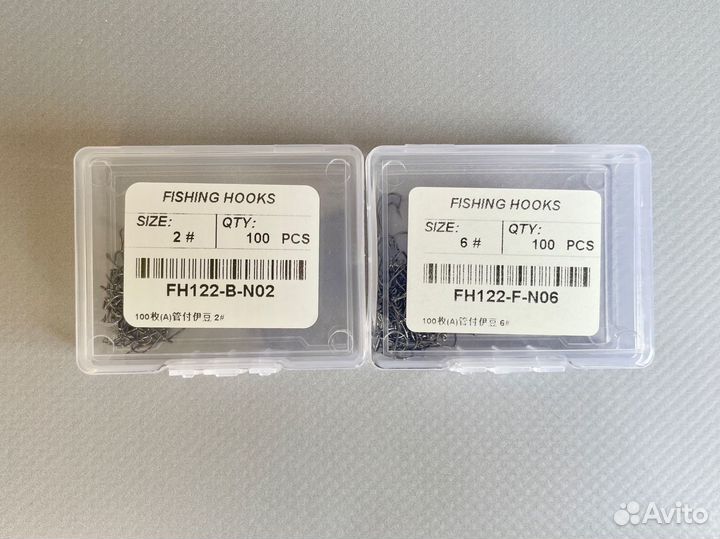 FISHING HOOKS
SIZE: QTY:
2 # 100 PCS
FH122-B-N02
100枚(A)管付伊豆 2#
FISHING HOOKS
SIZE: QTY:
6 # 100 PCS
FH122-F-N06
100枚(A)管付伊豆 6#
Avito